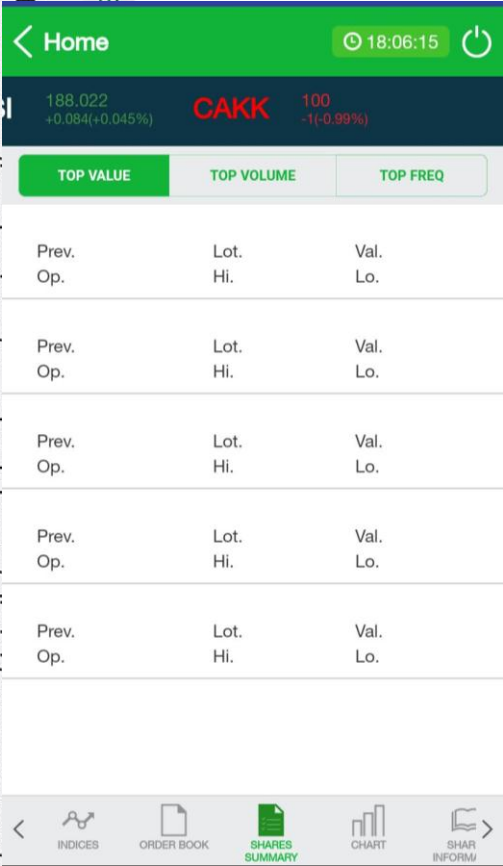 Home
18:06:15
SI 188.022
+0.084(+0.045%)
CAKK 100
-1(-0.99%)
TOP VALUE TOP VOLUME TOP FREQ
Prev. Lot. Val.
Op. Hi. Lo.
Prev. Lot. Val.
Op. Hi. Lo.
Prev. Lot. Val.
Op. Hi. Lo.
Prev. Lot. Val.
Op. Hi. Lo.
Prev. Lot. Val.
Op. Hi. Lo.
INDICES
ORDER BOOK
SHARES
SUMMARY
CHART
SHAR
INFORMA